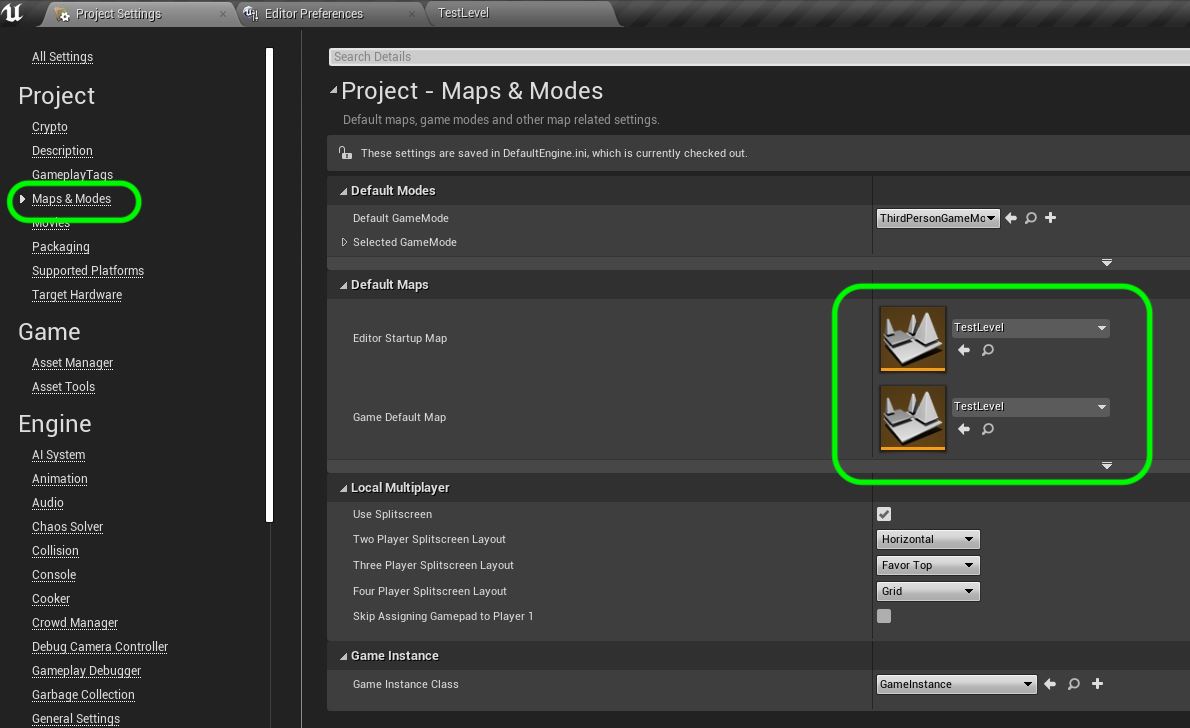 Project Settings
Editor Preferences
TestLevel
All Settings
Project
Crypto
Description
GameplayTags
Maps & Modes
Movies
Packaging
Supported Platforms
Target Hardware
Game
Asset Manager
Asset Tools
Engine
AI System
Animation
Audio
Chaos Solver
Collision
Console
Cooker
Crowd Manager
Debug Camera Controller
Gameplay Debugger
Garbage Collection
General Settings
Search Details
Project - Maps & Modes
Default maps, game modes and other map related settings.
These settings are saved in DefaultEngine.ini, which is currently checked out.
Default Modes
Default GameMode
ThirdPersonGameMo
Selected GameMode
Default Maps
Editor Startup Map
TestLevel
Game Default Map
TestLevel
Local Multiplayer
Use Splitscreen
Two Player Splitscreen Layout
Horizontal
Three Player Splitscreen Layout
Favor Top
Four Player Splitscreen Layout
Grid
Skip Assigning Gamepad to Player 1
Game Instance
Game Instance Class
GameInstance